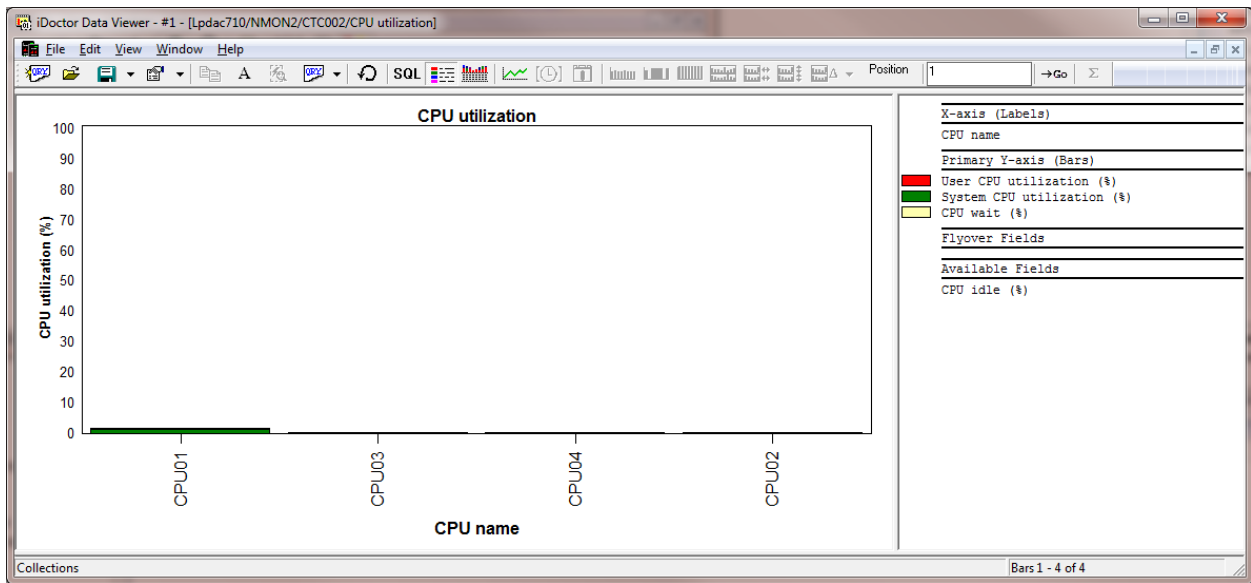 iDoctor Data Viewer - #1 - [Lpdac710/NMON2/CTC002/CPU utilization]
File Edit View Window Help
QRY A QRY SQL Position 1 →Go Σ
CPU utilization
CPU utilization (%)
100
90
80
70
60
50
40
30
20
10
0
CPU01 CPU03 CPU04 CPU02
CPU name
X-axis (Labels)
CPU name
Primary Y-axis (Bars)
User CPU utilization (%)
System CPU utilization (%)
CPU wait (%)
Flyover Fields
Available Fields
CPU idle (%)
Collections
Bars 1 - 4 of 4